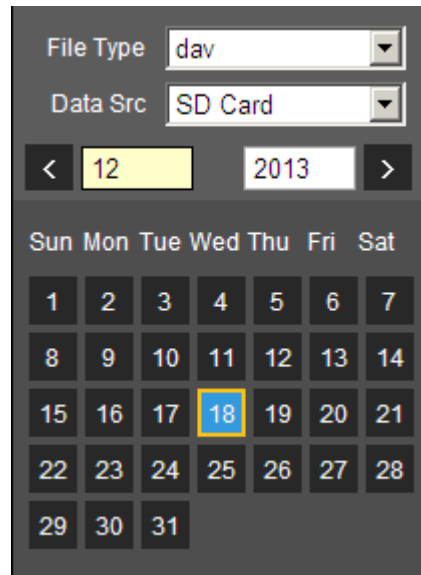 File Type dav
Data Src SD Card
< 12 2013 >
Sun Mon Tue Wed Thu Fri Sat
1 2 3 4 5 6 7
8 9 10 11 12 13 14
15 16 17 18 19 20 21
22 23 24 25 26 27 28
29 30 31